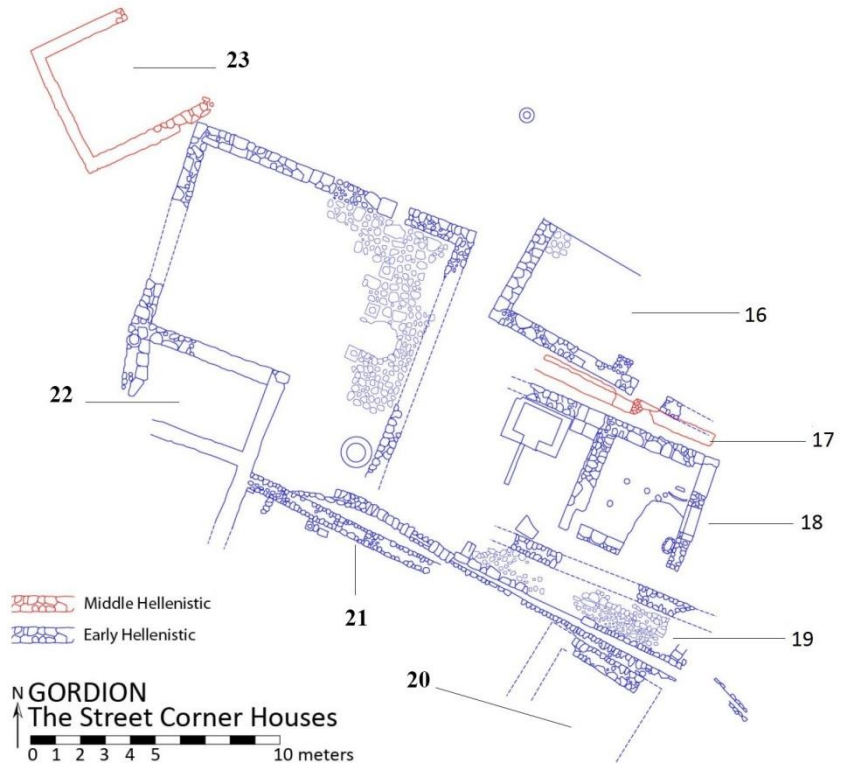 23
16
22
17
18
21
19
20
Middle Hellenistic
Early Hellenistic
N GORDION
The Street Corner Houses
0 1 2 3 4 5 10 meters